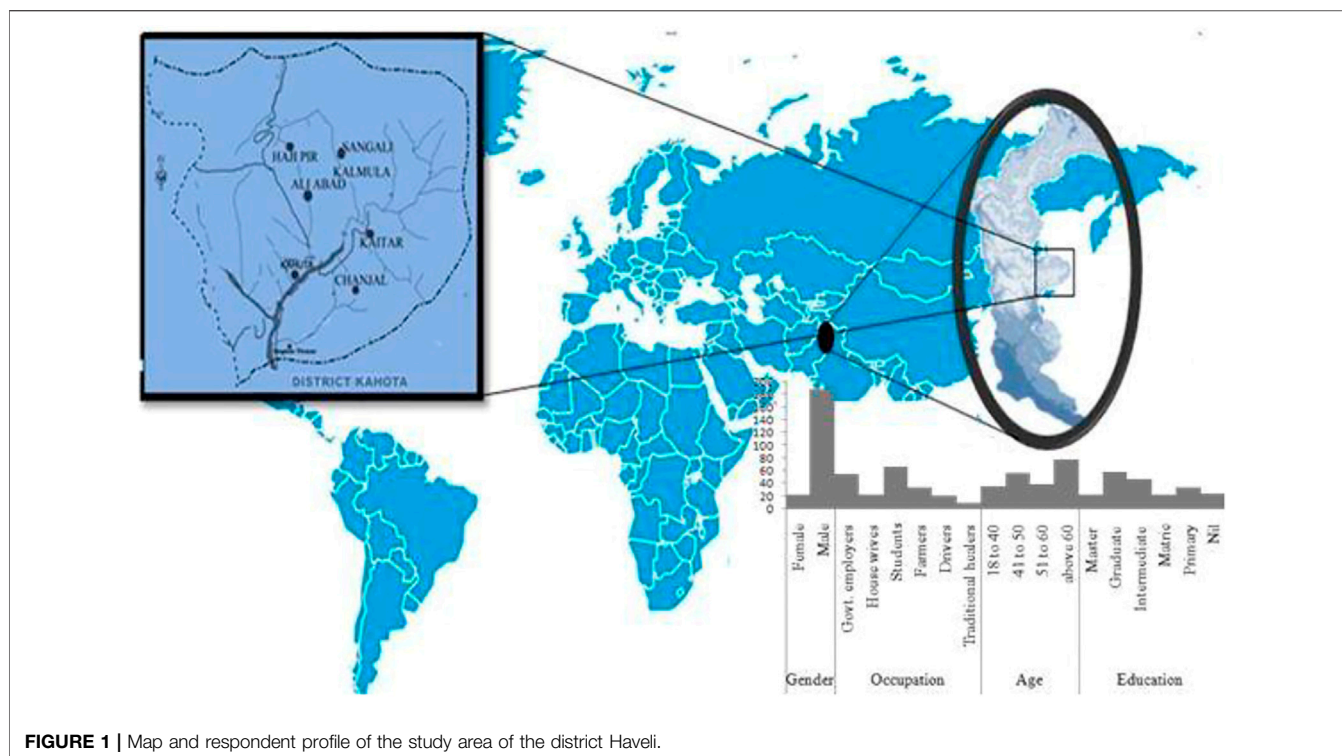 HAJI PIR
SANGALI
KALMULA
ALI ABAD
KAITAR
CHANJAL
DISTRICT KAHOTA
160
140
120
100
80
60
40
20
0
Female
Male
Govt. employers
House wives
Students
Farmers
Drivers
Traditional healers
18 to 40
41 to 50
51 to 60
above 60
Master
Graduate
Intermediate
Matric
Primary
Nil
Gender
Occupation
Age
Education
FIGURE 1 | Map and respondent profile of the study area of the district Haveli.